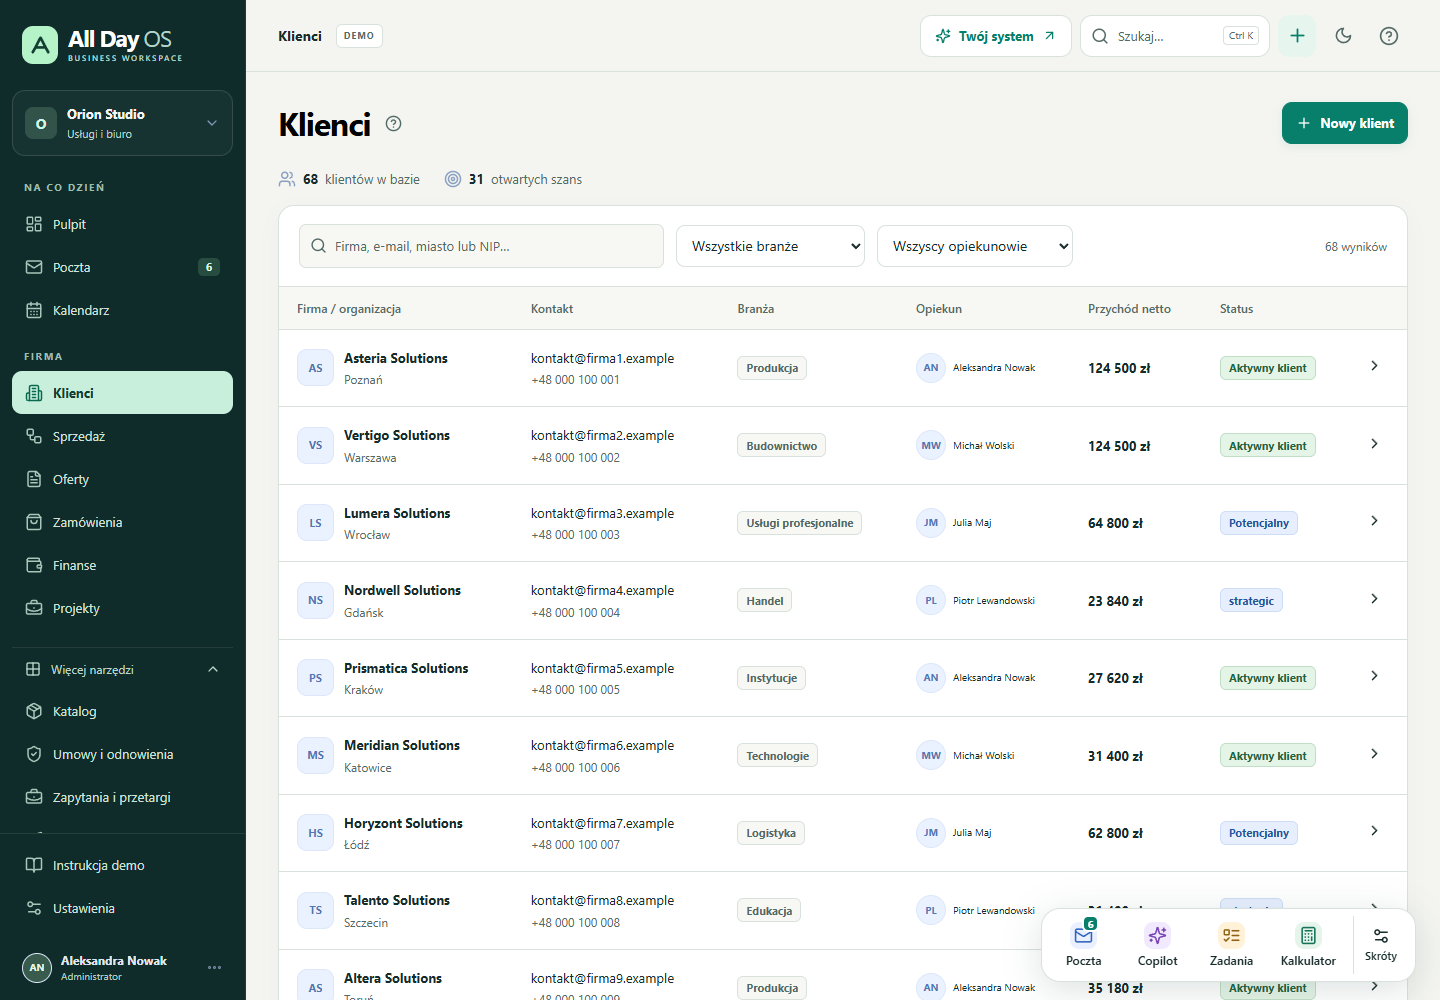 All Day OS
BUSINESS WORKSPACE
O
Orion Studio
Usługi i biuro
NA CO DZIEŃ
Pulpit
Poczta 6
Kalendarz
FIRMA
Klienci
Sprzedaż
Oferty
Zamówienia
Finanse
Projekty
Więcej narzędzi
Katalog
Umowy i odnowienia
Zapytania i przetargi
Instrukcja demo
Ustawienia
AN
Aleksandra Nowak
Administrator
Klienci DEMO
Twój system
Szukaj... Ctrl K
Klienci
Nowy klient
68 klientów w bazie 31 otwartych szans
Firma, e-mail, miasto lub NIP... Wszystkie branże Wszyscy opiekunowie 68 wyników
Firma / organizacja Kontakt Branża Opiekun Przychód netto Status
AS Asteria Solutions kontakt@firma1.example Produkcja AN Aleksandra Nowak 124 500 zł Aktywny klient
Poznań +48 000 100 001
VS Vertigo Solutions kontakt@firma2.example Budownictwo MW Michał Wolski 124 500 zł Aktywny klient
Warszawa +48 000 100 002
LS Lumera Solutions kontakt@firma3.example Usługi profesjonalne JM Julia Maj 64 800 zł Potencjalny
Wrocław +48 000 100 003
NS Nordwell Solutions kontakt@firma4.example Handel PL Piotr Lewandowski 23 840 zł strategic
Gdańsk +48 000 100 004
PS Prismatica Solutions kontakt@firma5.example Instytucje AN Aleksandra Nowak 27 620 zł Aktywny klient
Kraków +48 000 100 005
MS Meridian Solutions kontakt@firma6.example Technologie MW Michał Wolski 31 400 zł Aktywny klient
Katowice +48 000 100 006
HS Horyzont Solutions kontakt@firma7.example Logistyka JM Julia Maj 62 800 zł Potencjalny
Łódź +48 000 100 007
TS Talento Solutions kontakt@firma8.example Edukacja PL Piotr Lewandowski
Szczecin +48 000 100 008
AS Altera Solutions kontakt@firma9.example Produkcja AN Aleksandra Nowak 35 180 zł Aktywny klient
Toruń +48 000 100 009
6
Poczta Copilot Zadania Kalkulator Skróty